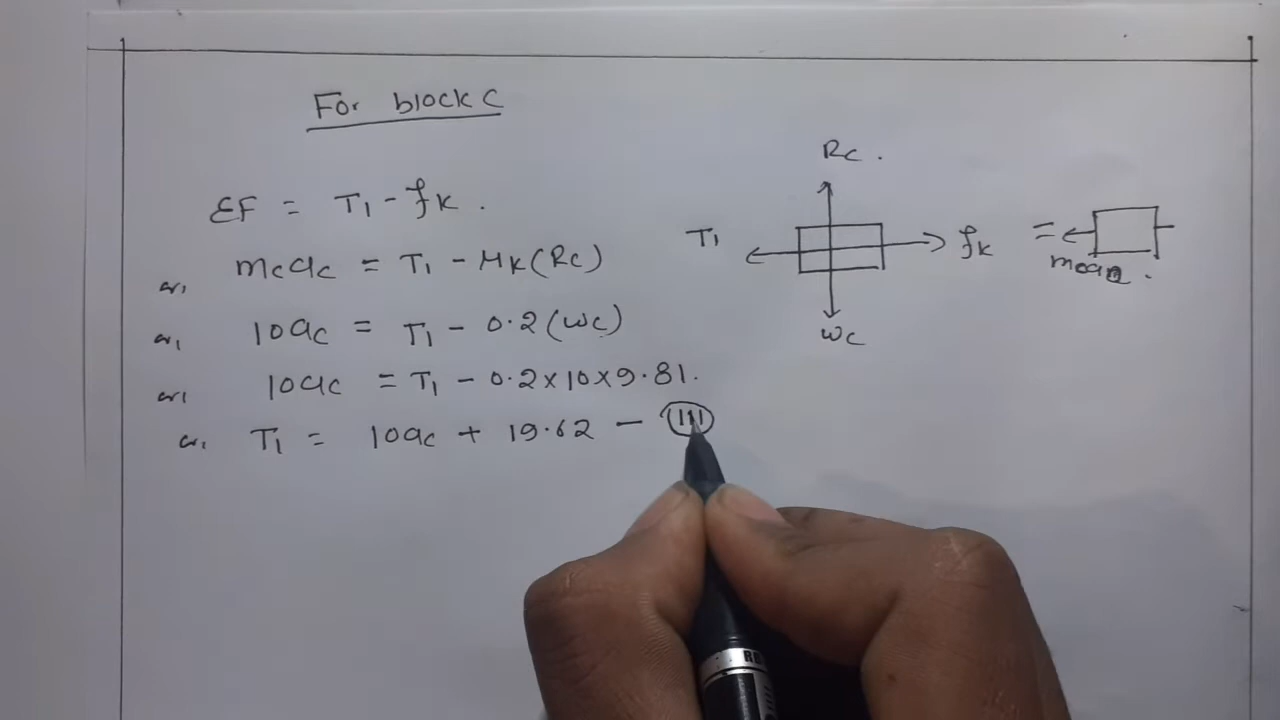 For block C
ΣF = T1 - fK .
or, mcac = T1 - μK (Rc)
or, 10ac = T1 - 0.2 (wc)
or, 10ac = T1 - 0.2×10×9.81.
or, T1 = 10ac + 19.62 - (III)
Rc .
T1
fK
=
wc